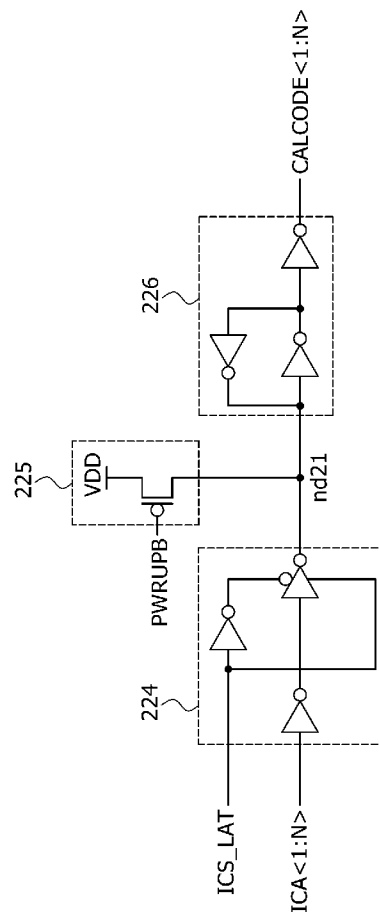 225
VDD
PWRUPB
224
ICS_LAT
ICA<1:N>
nd21
226
CALCODE<1:N>